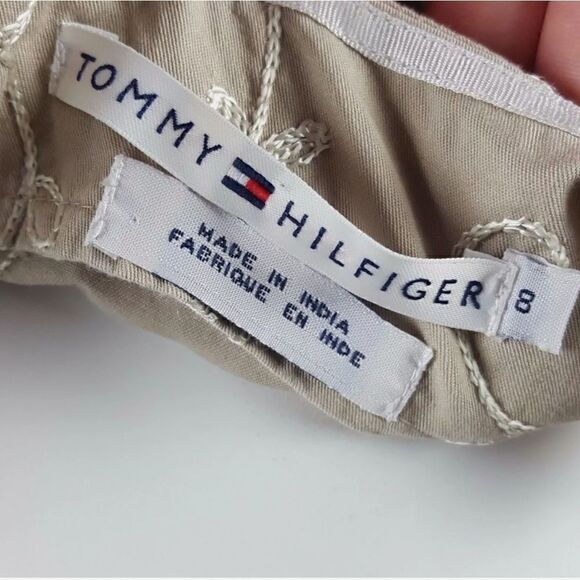 TOMMY HILFIGER
8
MADE IN INDIA
FABRIQUE EN INDE